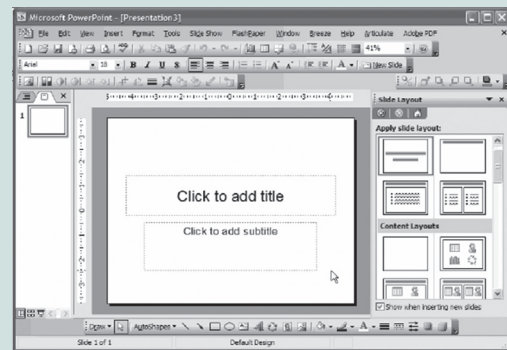 Microsoft PowerPoint - [Presentation3]
File Edit View Insert Format Tools Slide Show FlashPaper Window Breeze Help Articulate Adobe PDF
41%
Arial 18 B I U S A New Slide
Slide Layout
Apply slide layout:
1
Click to add title
Click to add subtitle
Content Layouts
Show when inserting new slides
Draw AutoShapes
Slide 1 of 1 Default Design